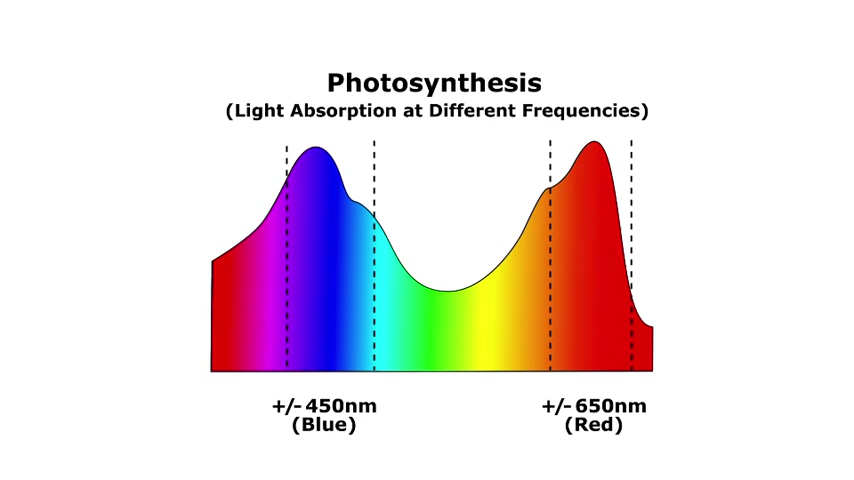 Photosynthesis
(Light Absorption at Different Frequencies)
+/- 450nm
(Blue)
+/- 650nm
(Red)